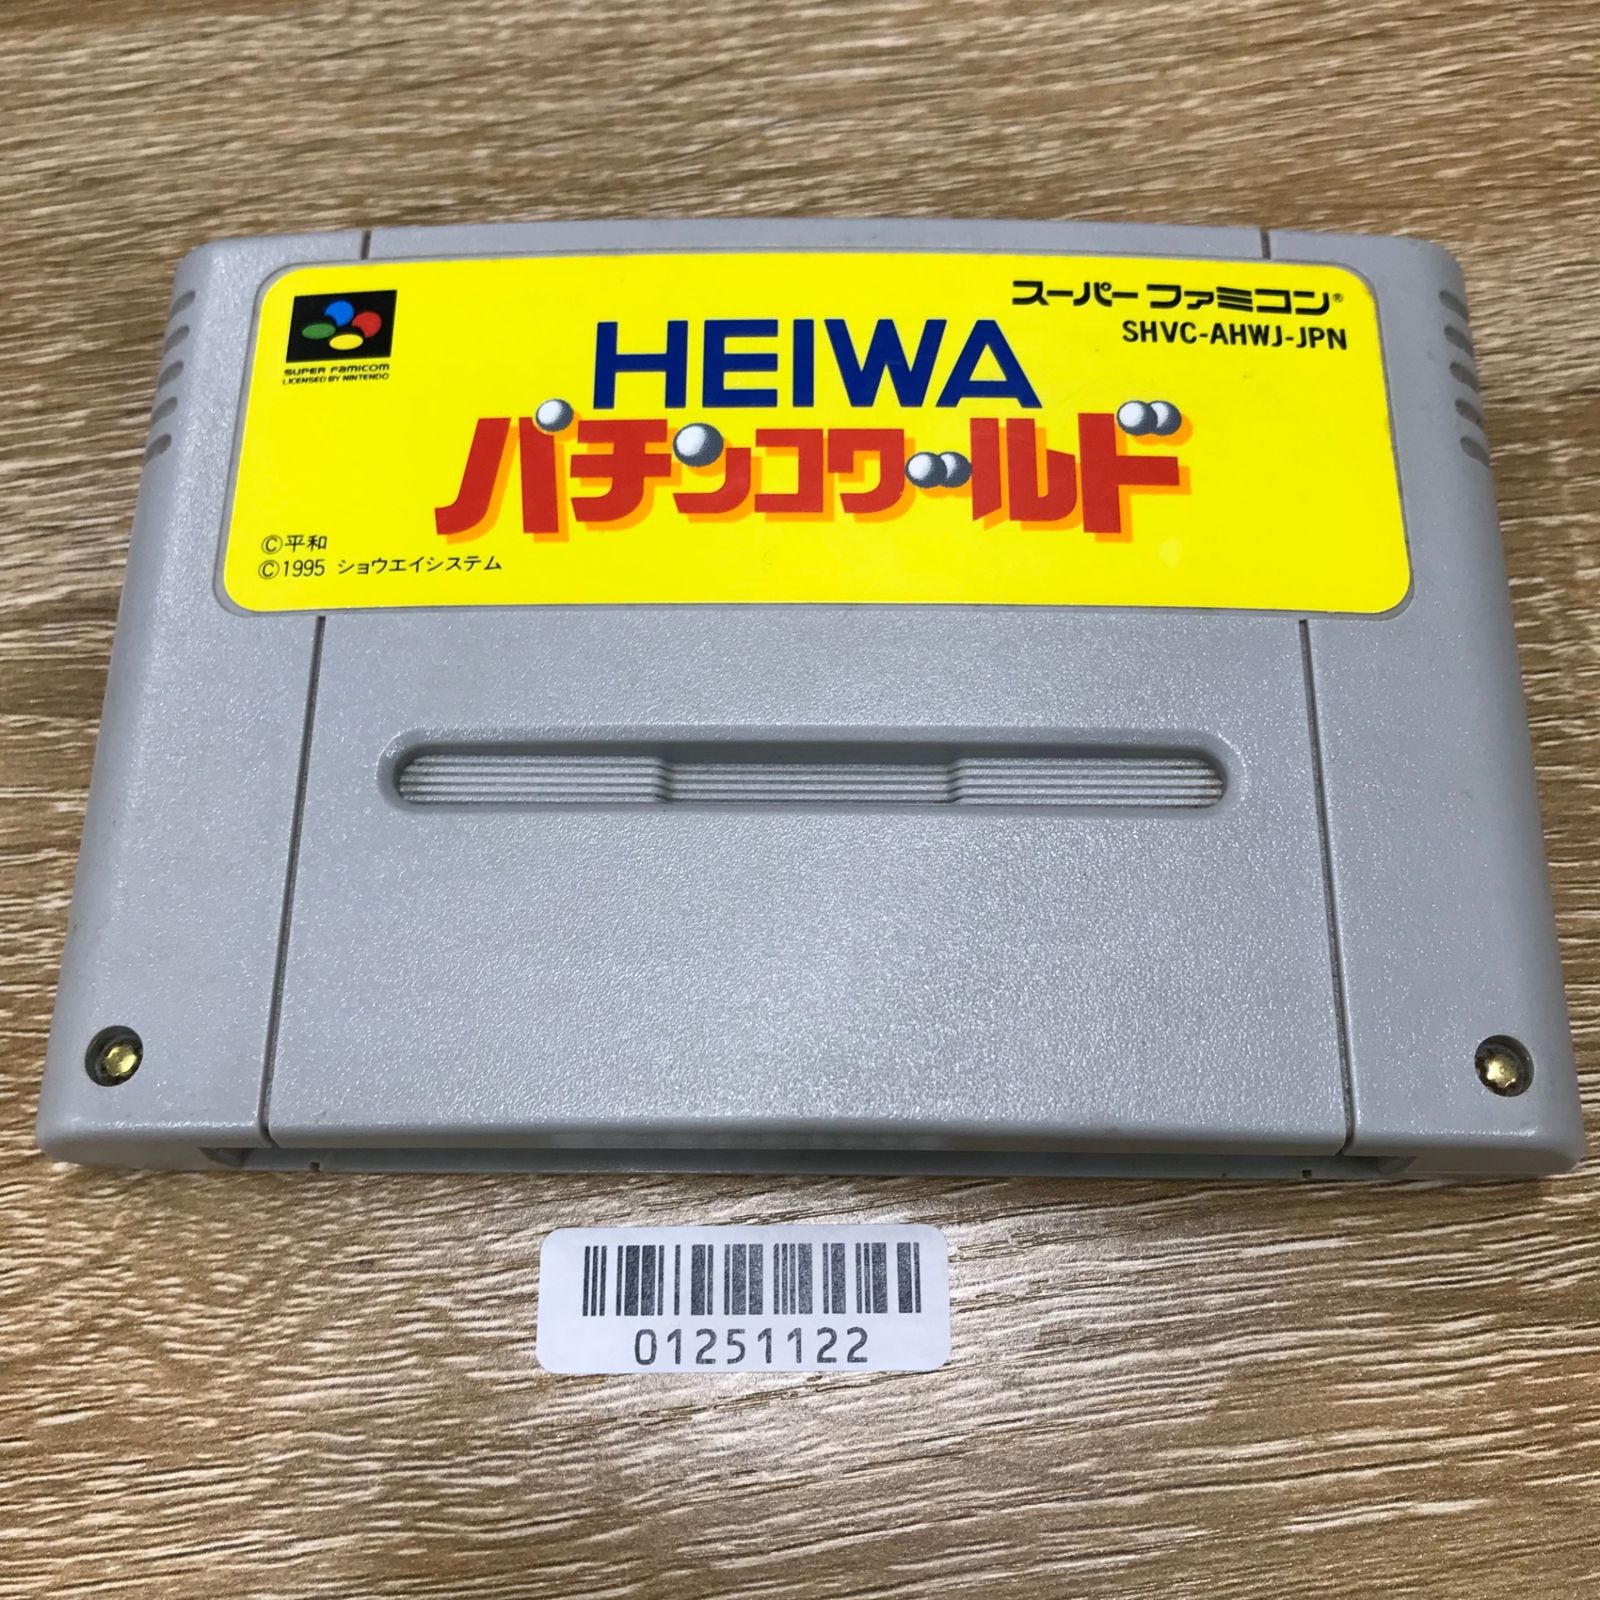 スーパーファミコン®
SHVC-AHWJ-JPN
SUPER FAMICOM
LICENSED BY NINTENDO
HEIWA
パチンコワールド
©平和
©1995 ショウエイシステム
01251122